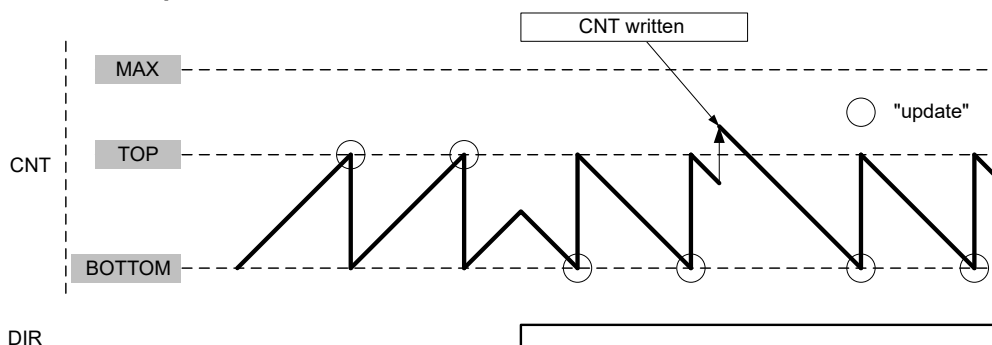 CNT written
MAX
"update"
CNT
TOP
BOTTOM
DIR